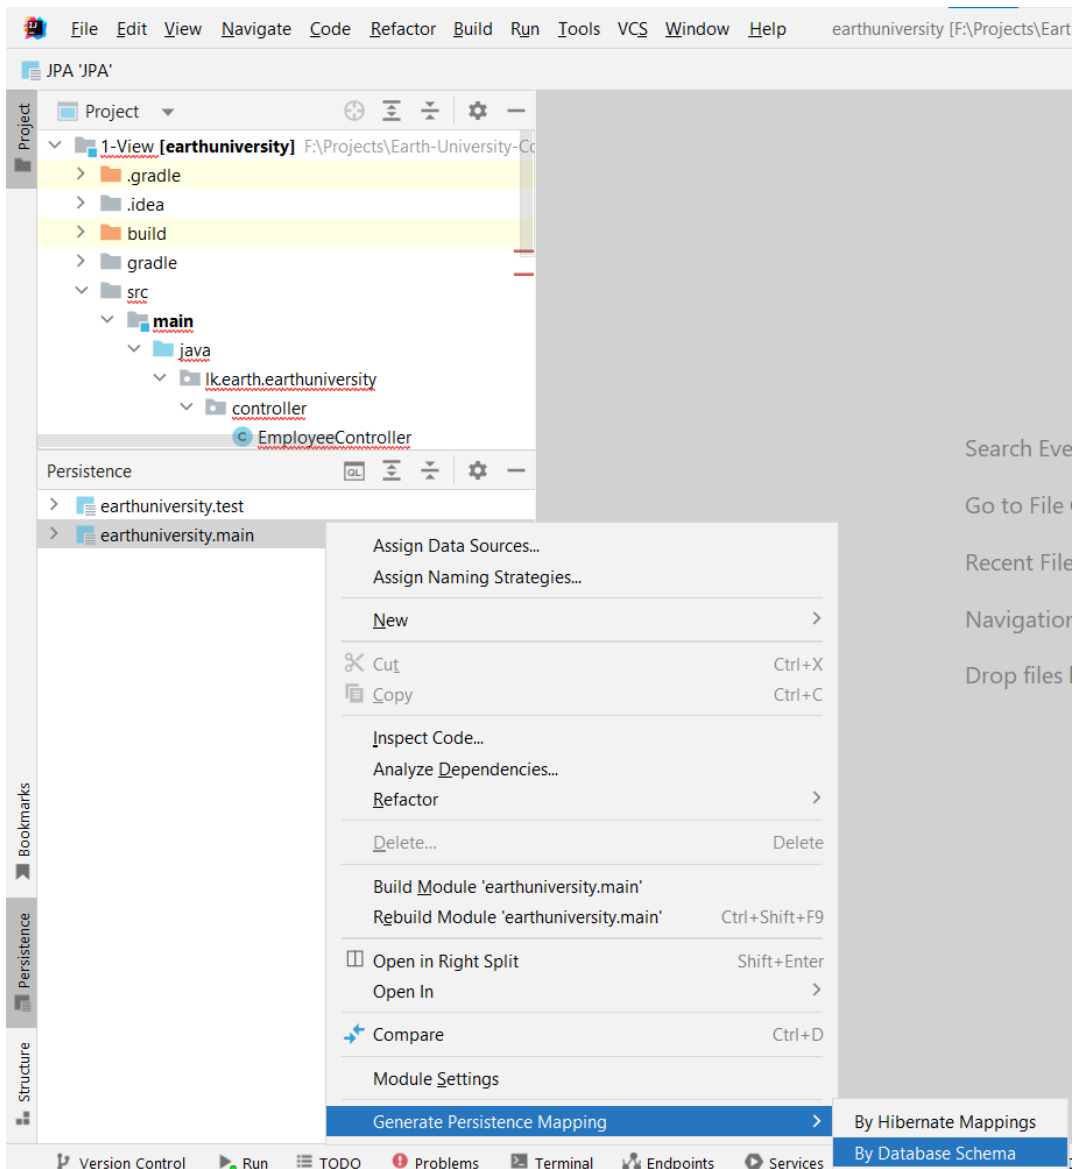 File Edit View Navigate Code Refactor Build Run Tools VCS Window Help earthuniversity [F:\Projects\Eart
JPA 'JPA'
Project
Project
1-View [earthuniversity] F:\Projects\Earth-University-Co
.gradle
.idea
build
gradle
src
main
java
lk.earth.earthuniversity
controller
EmployeeController
Persistence
QL
earthuniversity.test
earthuniversity.main
Search Eve
Go to File
Recent File
Navigation
Drop files
Assign Data Sources...
Assign Naming Strategies...
New
Cut Ctrl+X
Copy Ctrl+C
Inspect Code...
Analyze Dependencies...
Refactor
Delete... Delete
Build Module 'earthuniversity.main'
Rebuild Module 'earthuniversity.main' Ctrl+Shift+F9
Open in Right Split Shift+Enter
Open In
Compare Ctrl+D
Module Settings
Generate Persistence Mapping
By Hibernate Mappings
By Database Schema
Bookmarks
Persistence
Structure
Version Control Run TODO Problems Terminal Endpoints Services